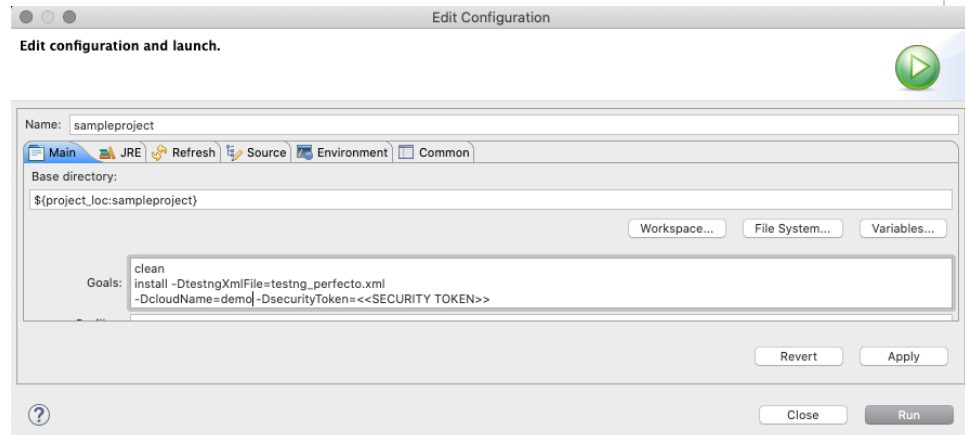 Edit Configuration
Edit configuration and launch.
Name: sampleproject
Main JRE Refresh Source Environment Common
Base directory:
${project_loc:sampleproject}
Workspace... File System... Variables...
Goals:
clean
install -DtestngXmlFile=testng_perfecto.xml
-DcloudName=demo -DsecurityToken=<<SECURITY TOKEN>>
Revert Apply
? Close Run